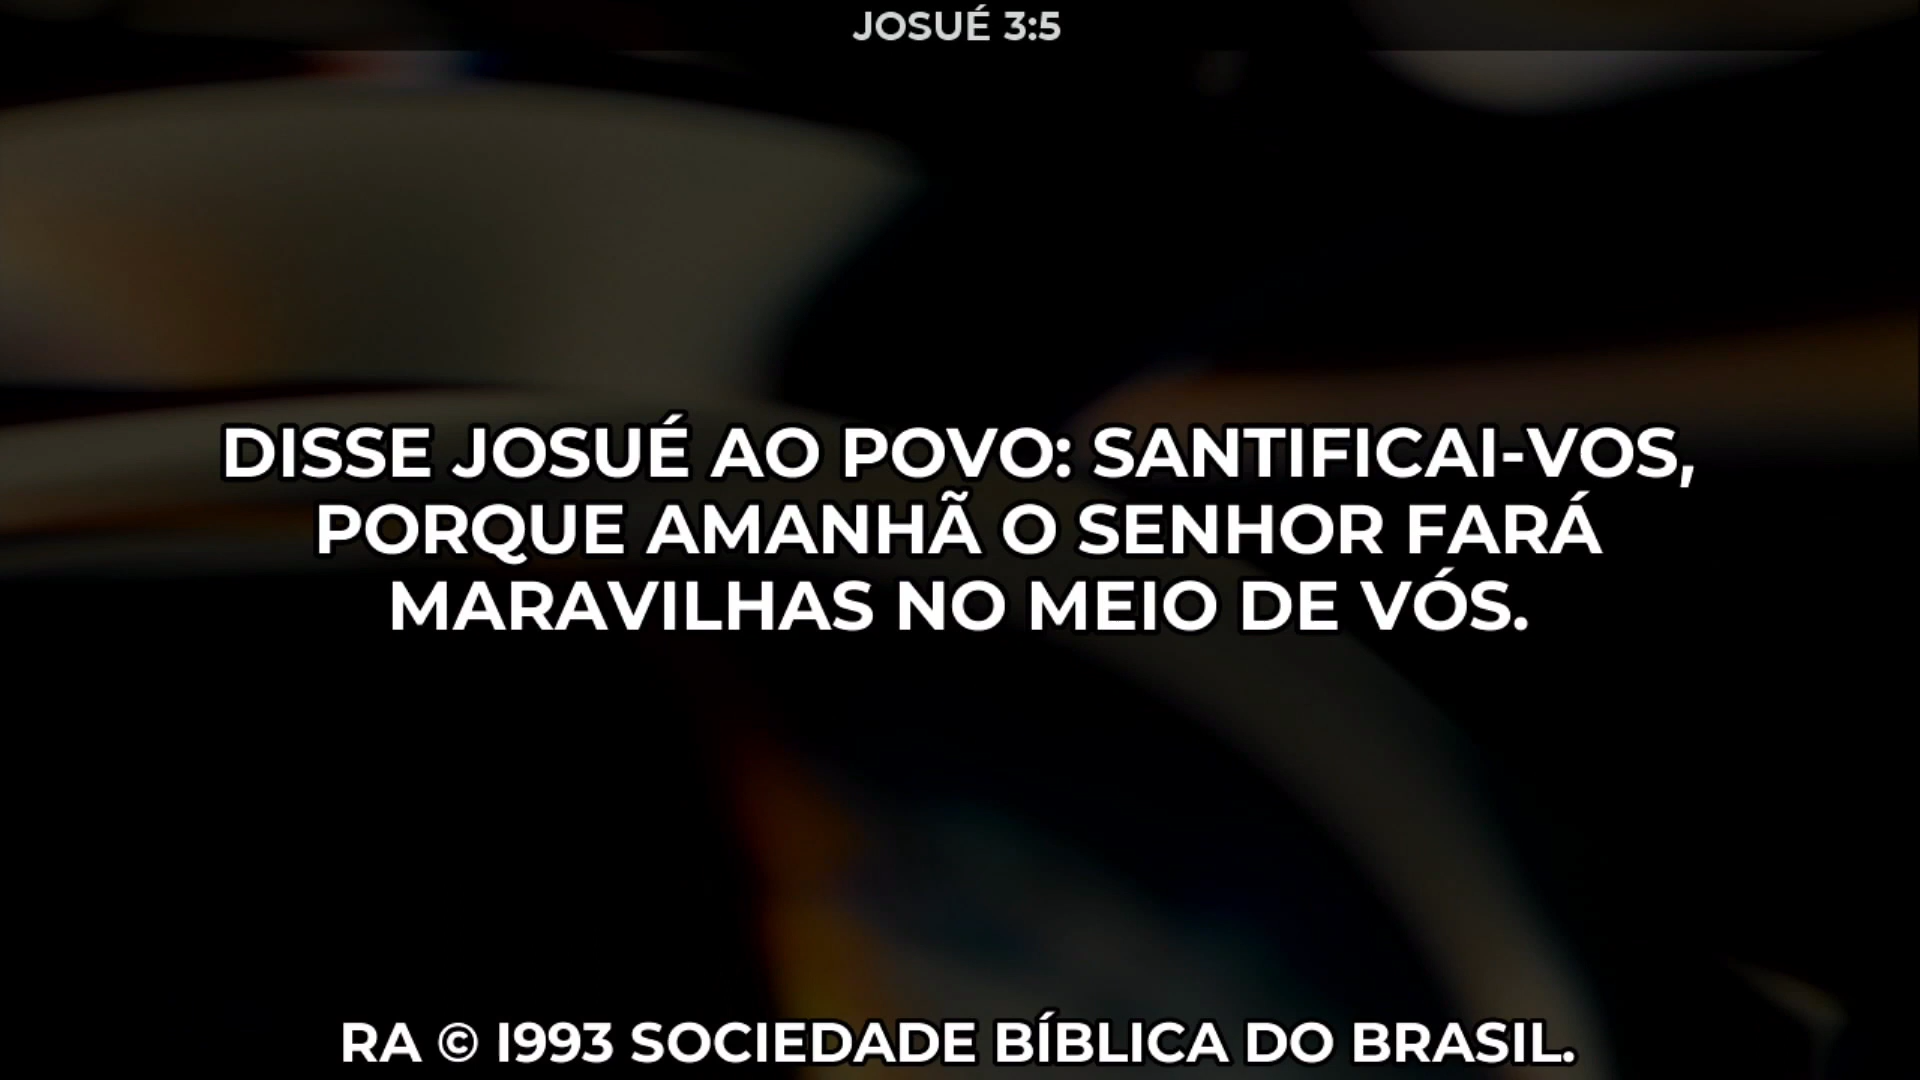 JOSUÉ 3:5
DISSE JOSUÉ AO POVO: SANTIFICAI-VOS,
PORQUE AMANHÃ O SENHOR FARÁ
MARAVILHAS NO MEIO DE VÓS.
RA © 1993 SOCIEDADE BÍBLICA DO BRASIL.